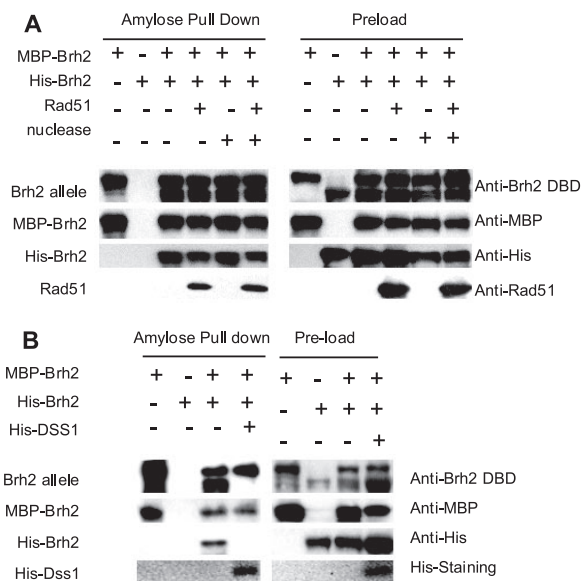 A
Amylose Pull Down Preload
MBP-Brh2 + - + + + + + - + + + +
His-Brh2 - + + + + + - + + + + +
Rad51 - - - + - + - - - + - +
nuclease - - - - + + - - - - + +
Brh2 allele Anti-Brh2 DBD
MBP-Brh2 Anti-MBP
His-Brh2 Anti-His
Rad51 Anti-Rad51
B
Amylose Pull down Pre-load
MBP-Brh2 + - + + + - + +
His-Brh2 - + + + - + + +
His-DSS1 - - - + - - - +
Brh2 allele Anti-Brh2 DBD
MBP-Brh2 Anti-MBP
His-Brh2 Anti-His
His-Dss1 His-Staining